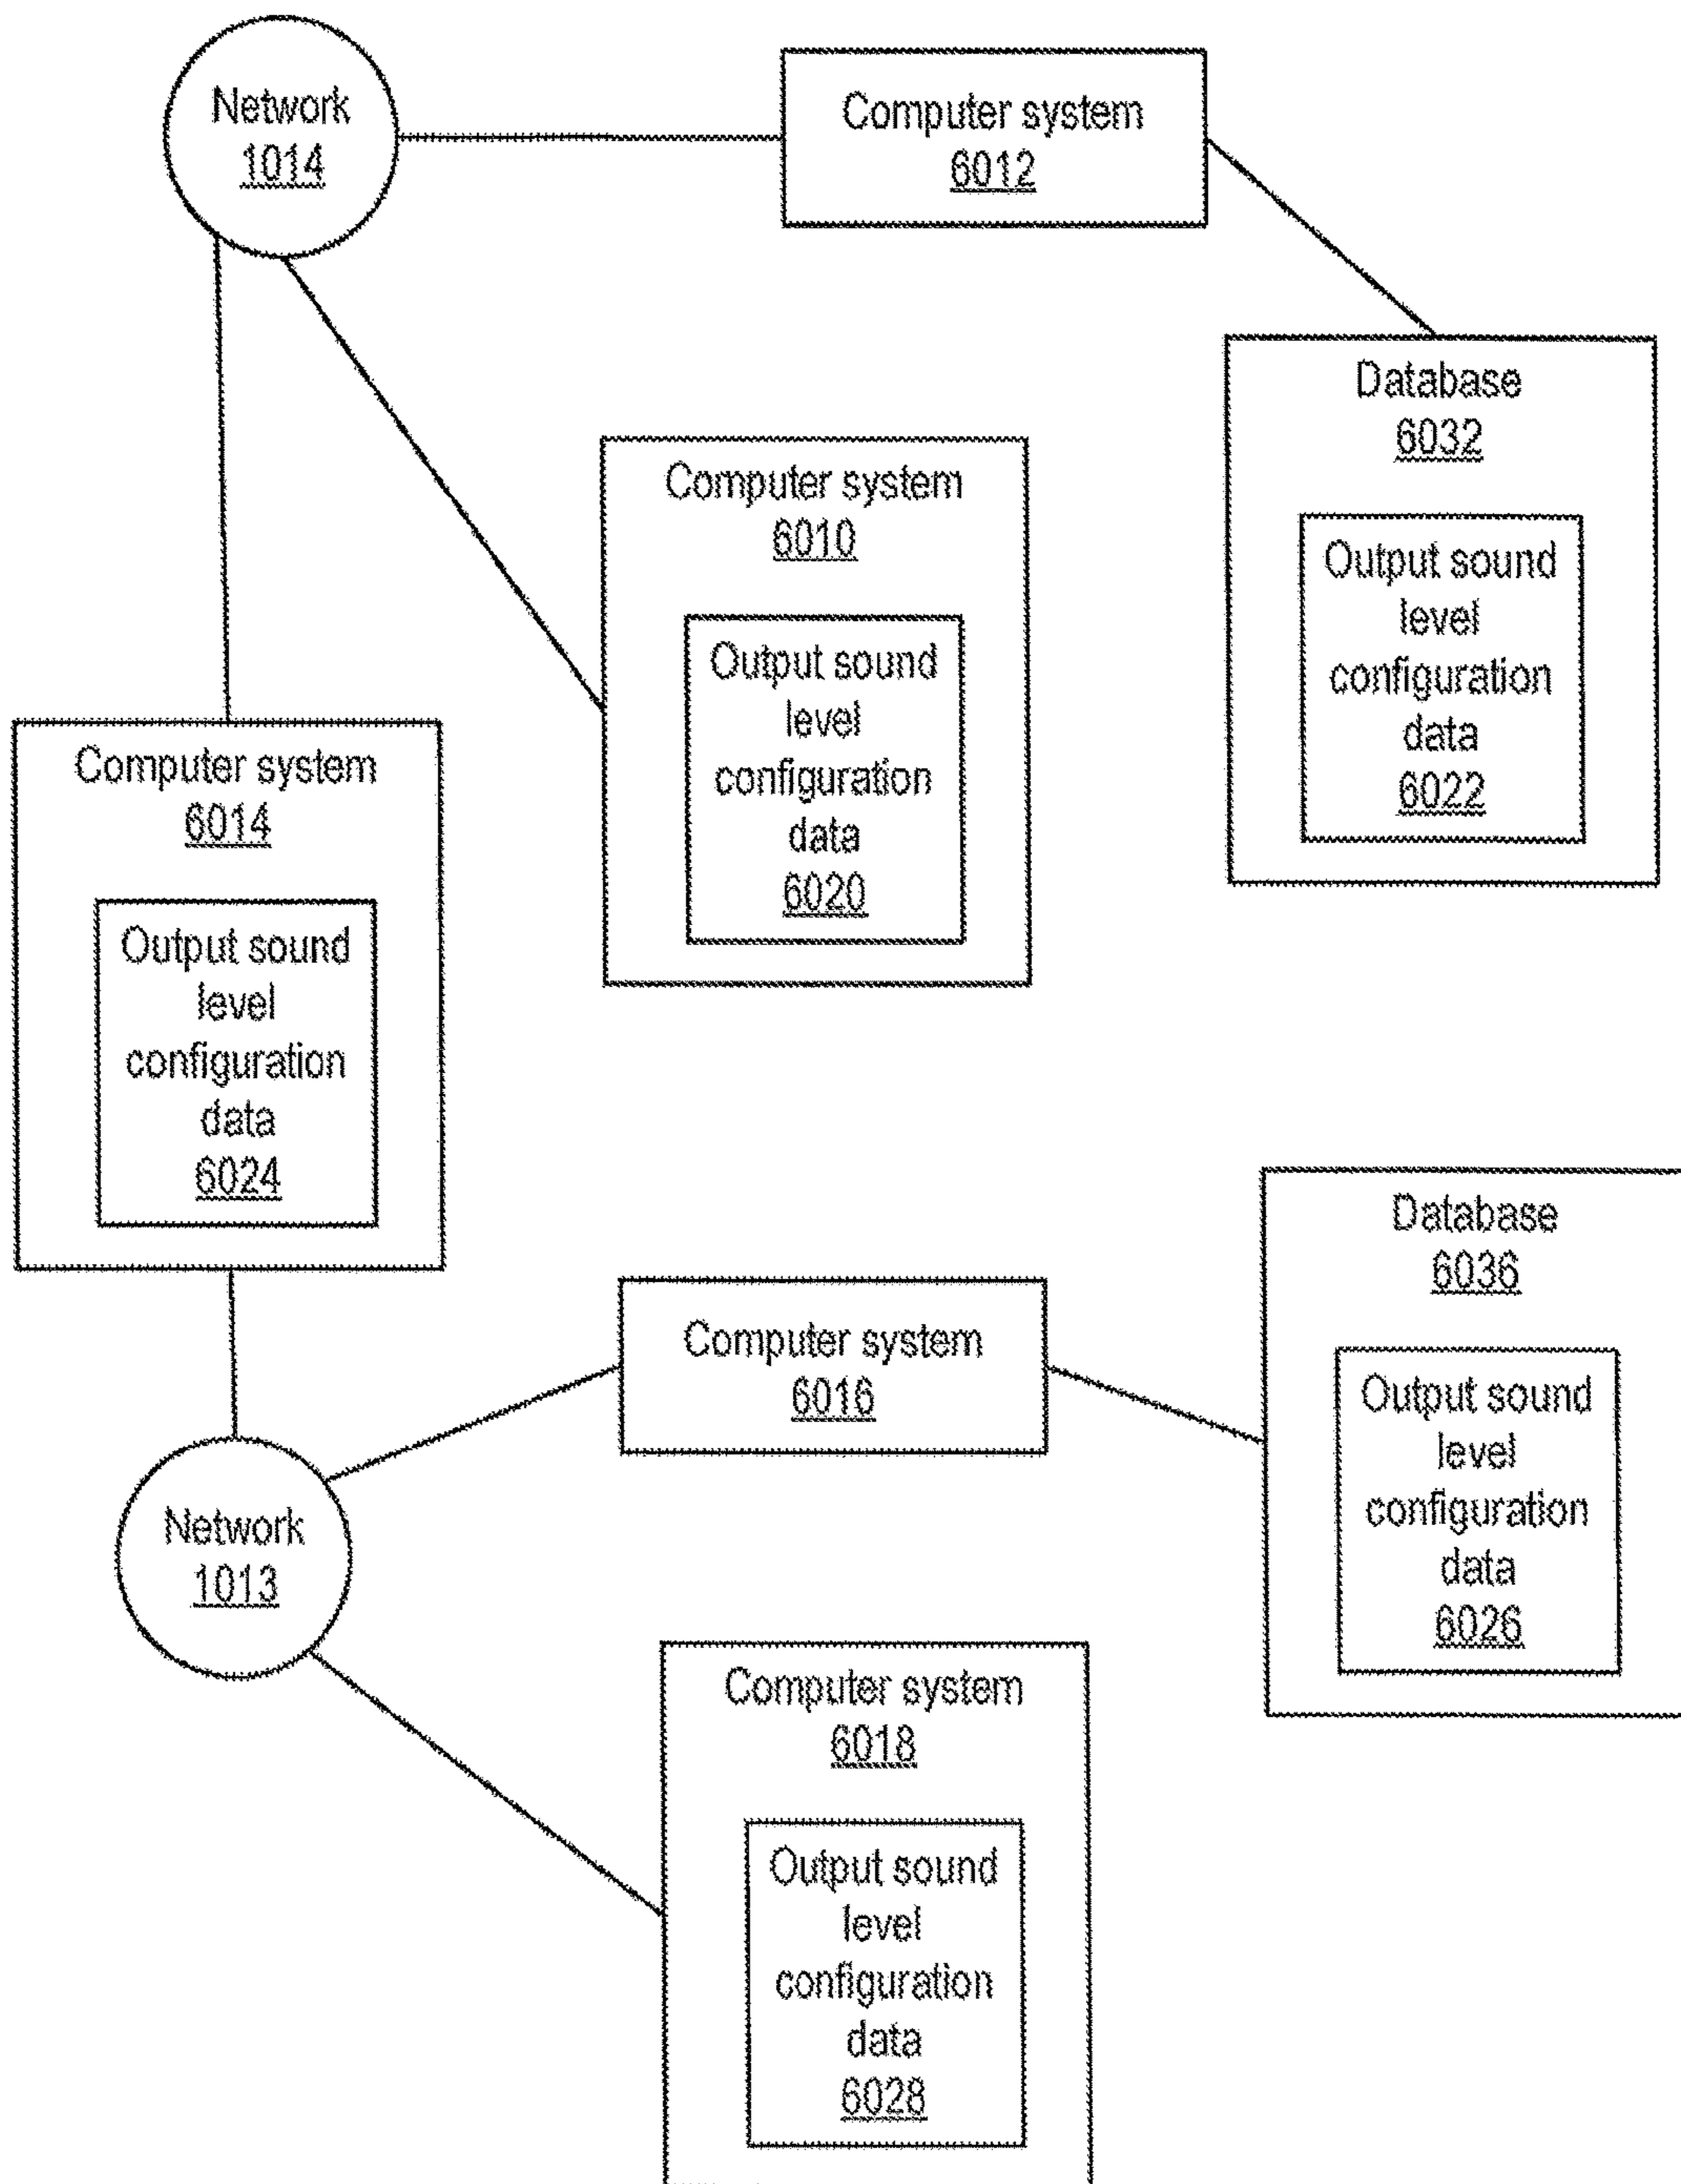 Network
1014
Computer system
6012
Database
6032
Output sound
level
configuration
data
6022
Computer system
6010
Output sound
level
configuration
data
6020
Computer system
6014
Output sound
level
configuration
data
6024
Database
6036
Output sound
level
configuration
data
6026
Computer system
6016
Network
1013
Computer system
6018
Output sound
level
configuration
data
6028